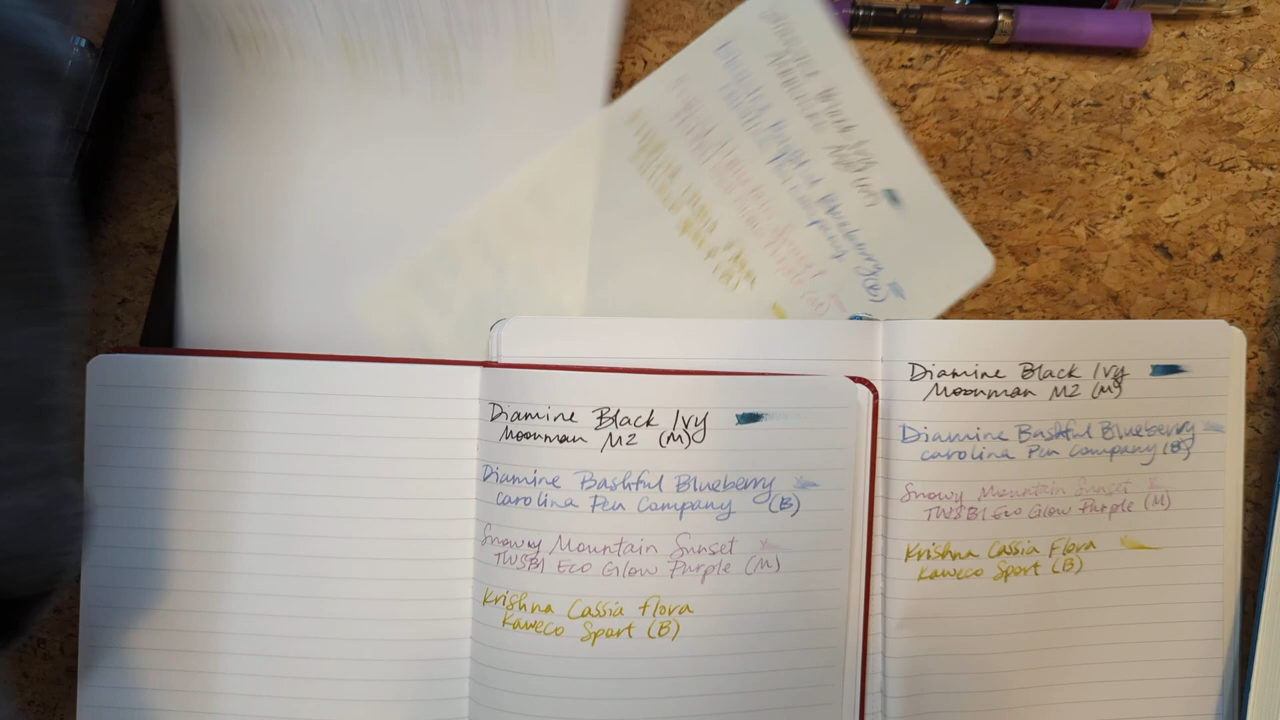 Diamine Black Ivy
Moonman M2 (M)
Diamine Bashful Blueberry
Carolina Pen Company (B)
Snowy Mountain Sunset
TWSBI Eco Glow Purple (M)
Krishna Cassia Flora
Kaweco Sport (B)
Diamine Black Ivy
Moonman M2 (M)
Diamine Bashful Blueberry
Carolina Pen Company (B)
Snowy Mountain Sunset
TWSBI Eco Glow Purple (M)
Krishna Cassia Flora
Kaweco Sport (B)